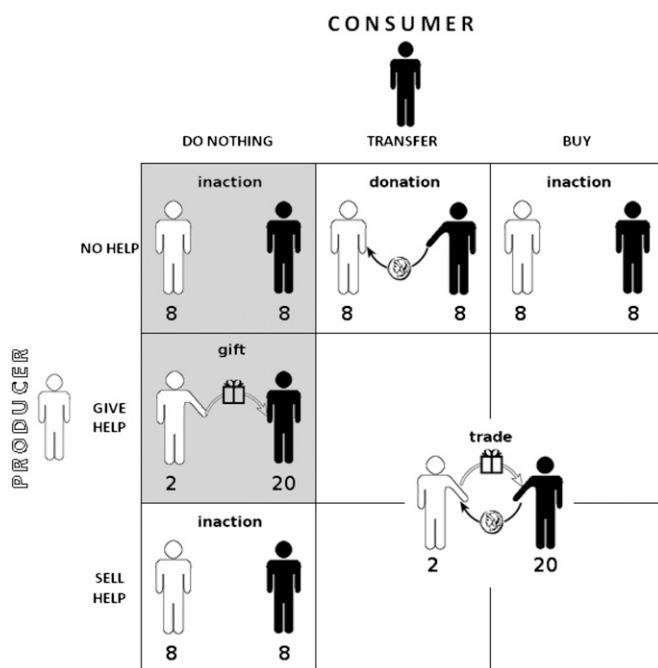 CONSUMER
DO NOTHING TRANSFER BUY
inaction donation inaction
NO HELP
8 8 8 8 8 8
gift
PRODUCER
GIVE
HELP
2 20
trade
2 20
inaction
SELL
HELP
8 8